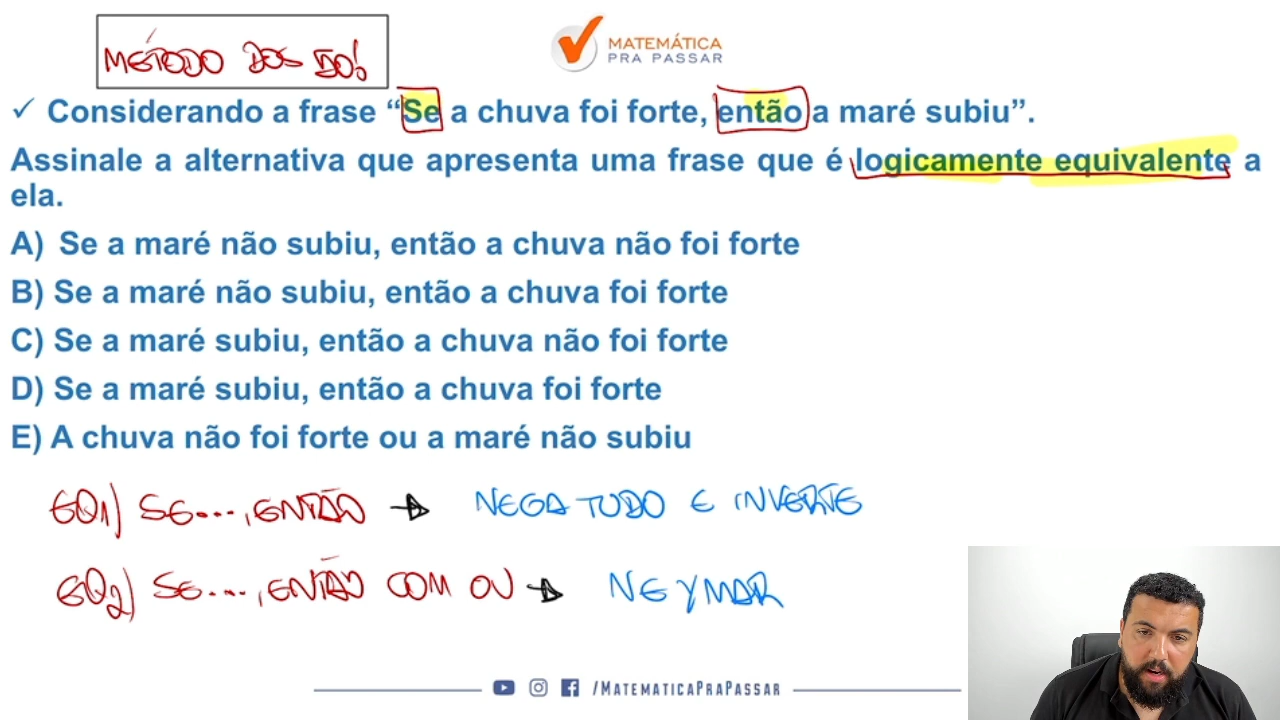 MÉTODO DOS 50!
MATEMÁTICA
PRA PASSAR
✓ Considerando a frase “Se a chuva foi forte, então a maré subiu”.
Assinale a alternativa que apresenta uma frase que é logicamente equivalente a
ela.
A) Se a maré não subiu, então a chuva não foi forte
B) Se a maré não subiu, então a chuva foi forte
C) Se a maré subiu, então a chuva não foi forte
D) Se a maré subiu, então a chuva foi forte
E) A chuva não foi forte ou a maré não subiu
EQ1) SE..., ENTÃO → NEGA TUDO E INVERTE
EQ2) SE..., ENTÃO COM OU → NEYMAR
/MATEMATICAPRAPASSAR